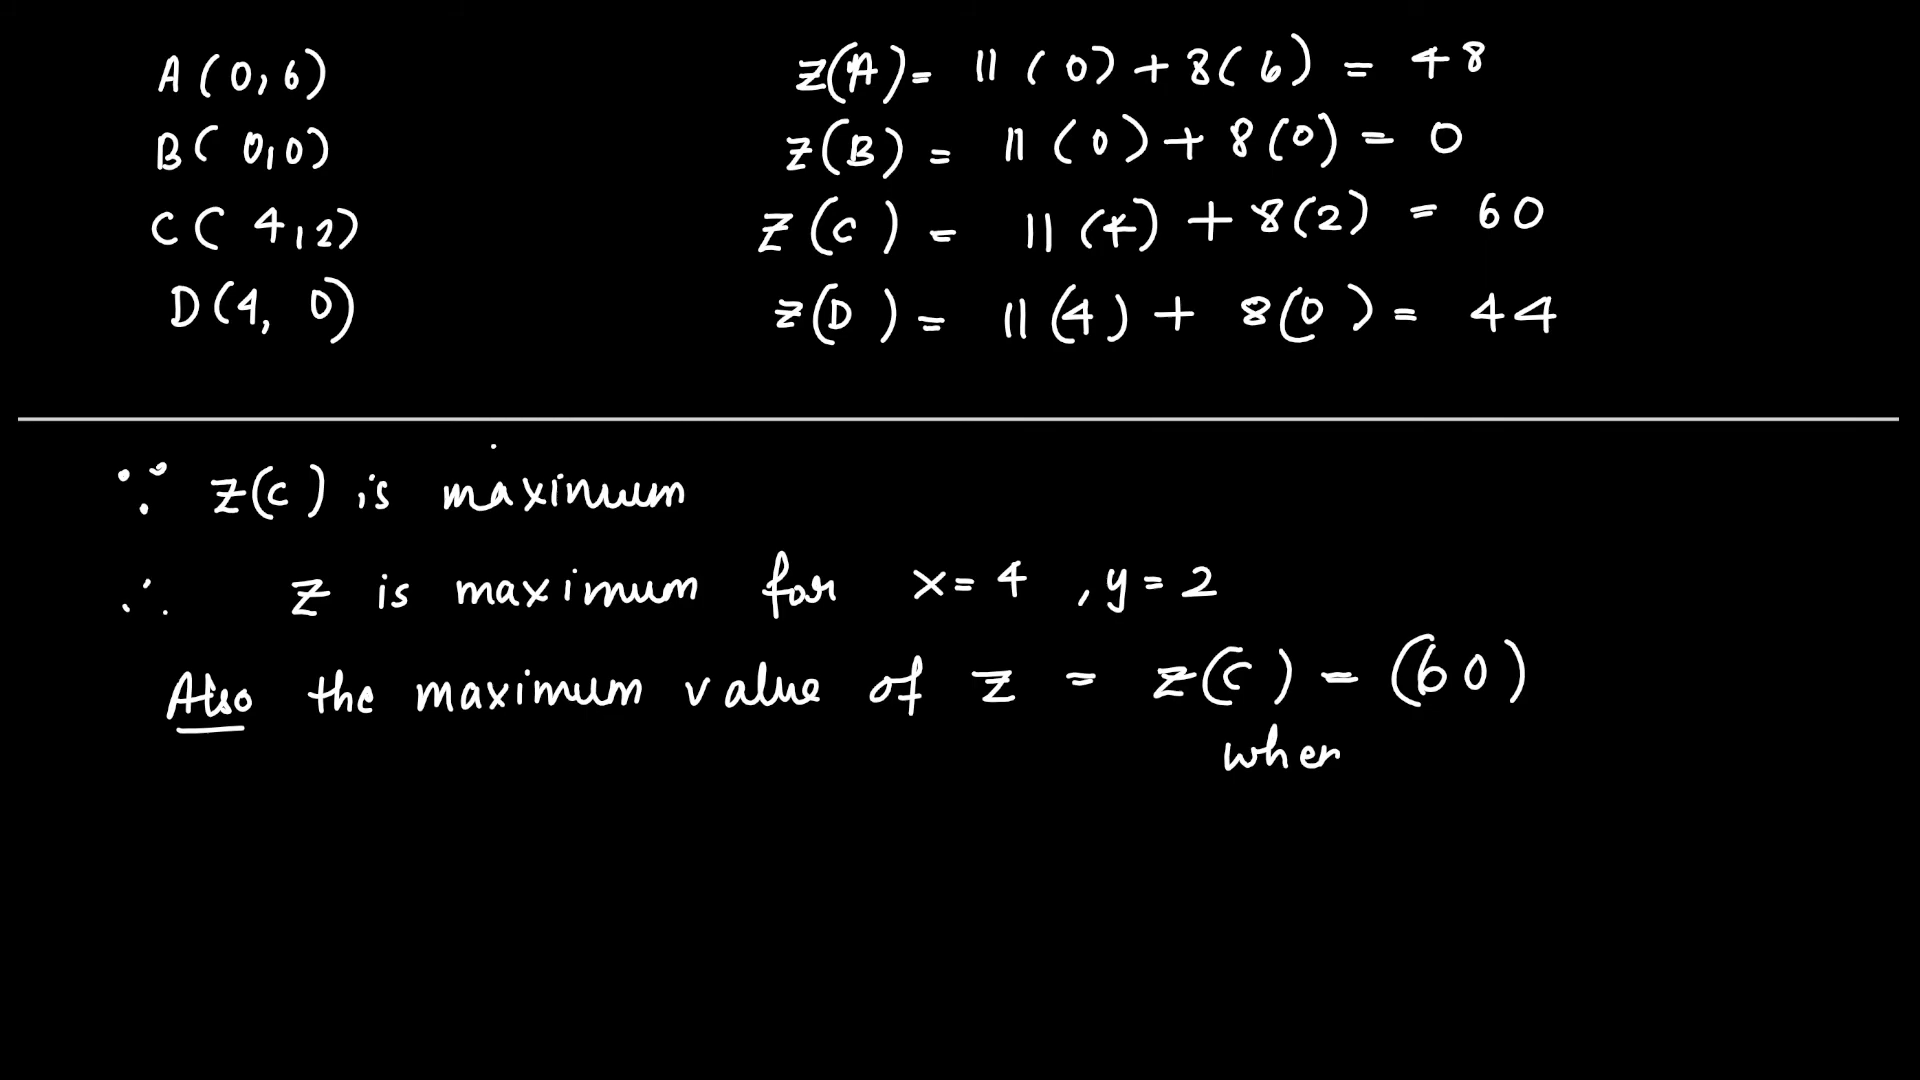 A(0,6) z(A)= 11(0)+8(6) = 48
B(0,0) z(B) = 11(0)+8(0) = 0
C(4,2) z(C) = 11(4)+8(2) = 60
D(4, 0) z(D) = 11(4) + 8(0) = 44
∵ z(C) is maximum
∴ z is maximum for x=4, y=2
Also the maximum value of z = z(C) = (60)
when